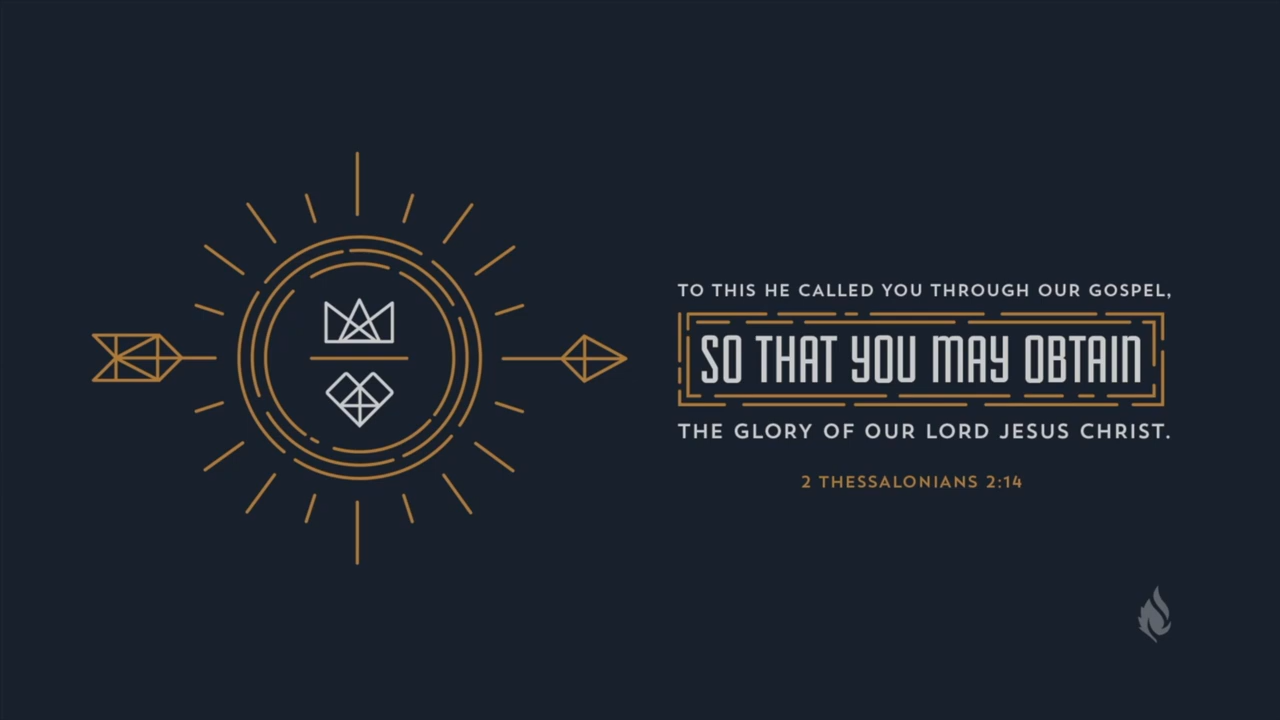 TO THIS HE CALLED YOU THROUGH OUR GOSPEL,
SO THAT YOU MAY OBTAIN
THE GLORY OF OUR LORD JESUS CHRIST.
2 THESSALONIANS 2:14